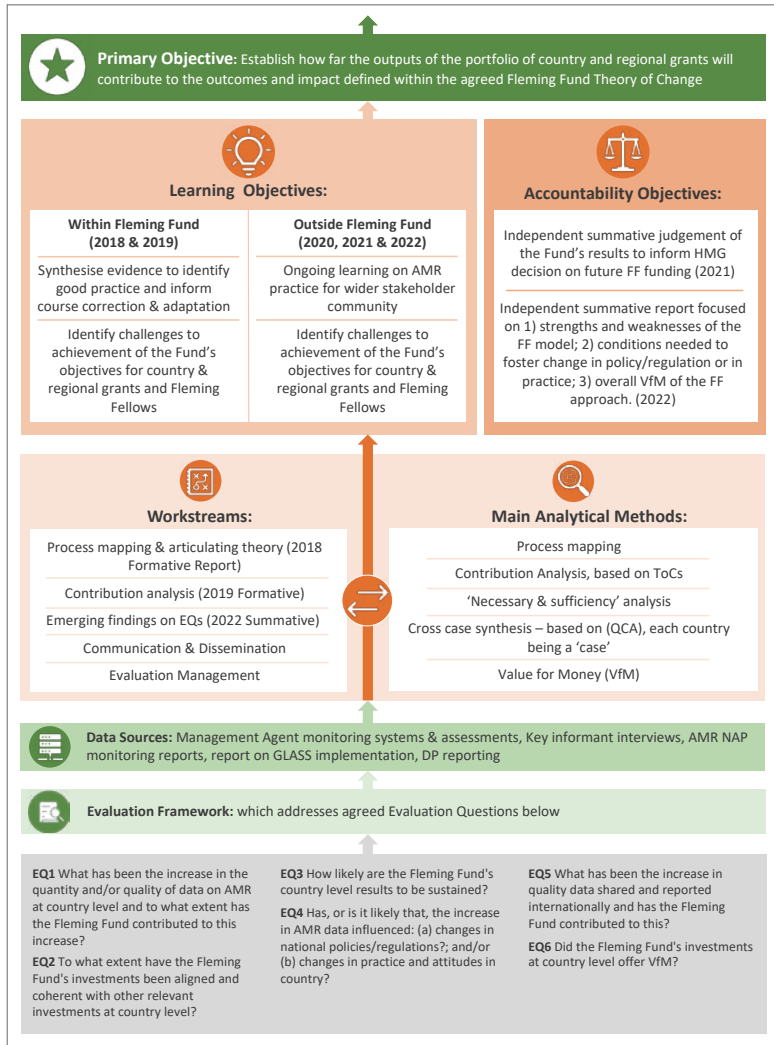 Primary Objective: Establish how far the outputs of the portfolio of country and regional grants will
contribute to the outcomes and impact defined within the agreed Fleming Fund Theory of Change
Learning Objectives:
Within Fleming Fund
(2018 & 2019)
Synthesise evidence to identify
good practice and inform
course correction & adaptation
Identify challenges to
achievement of the Fund's
objectives for country &
regional grants and Fleming
Fellows
Outside Fleming Fund
(2020, 2021 & 2022)
Ongoing learning on AMR
practice for wider stakeholder
community
Identify challenges to
achievement of the Fund's
objectives for country &
regional grants and Fleming
Fellows
Accountability Objectives:
Independent summative judgement of
the Fund's results to inform HMG
decision on future FF funding (2021)
Independent summative report focused
on 1) strengths and weaknesses of the
FF model; 2) conditions needed to
foster change in policy/regulation or in
practice; 3) overall VfM of the FF
approach. (2022)
Workstreams:
Process mapping & articulating theory (2018
Formative Report)
Contribution analysis (2019 Formative)
Emerging findings on EQs (2022 Summative)
Communication & Dissemination
Evaluation Management
Main Analytical Methods:
Process mapping
Contribution Analysis, based on ToCs
'Necessary & sufficiency' analysis
Cross case synthesis – based on (QCA), each country
being a 'case'
Value for Money (VfM)
Data Sources: Management Agent monitoring systems & assessments, Key informant interviews, AMR NAP
monitoring reports, report on GLASS implementation, DP reporting
Evaluation Framework: which addresses agreed Evaluation Questions below
EQ1 What has been the increase in the
quantity and/or quality of data on AMR
at country level and to what extent has
the Fleming Fund contributed to this
increase?
EQ2 To what extent have the Fleming
Fund's investments been aligned and
coherent with other relevant
investments at country level?
EQ3 How likely are the Fleming Fund's
country level results to be sustained?
EQ4 Has, or is it likely that, the increase
in AMR data influenced: (a) changes in
national policies/regulations?; and/or
(b) changes in practice and attitudes in
country?
EQ5 What has been the increase in
quality data shared and reported
internationally and has the Fleming
Fund contributed to this?
EQ6 Did the Fleming Fund's investments
at country level offer VfM?